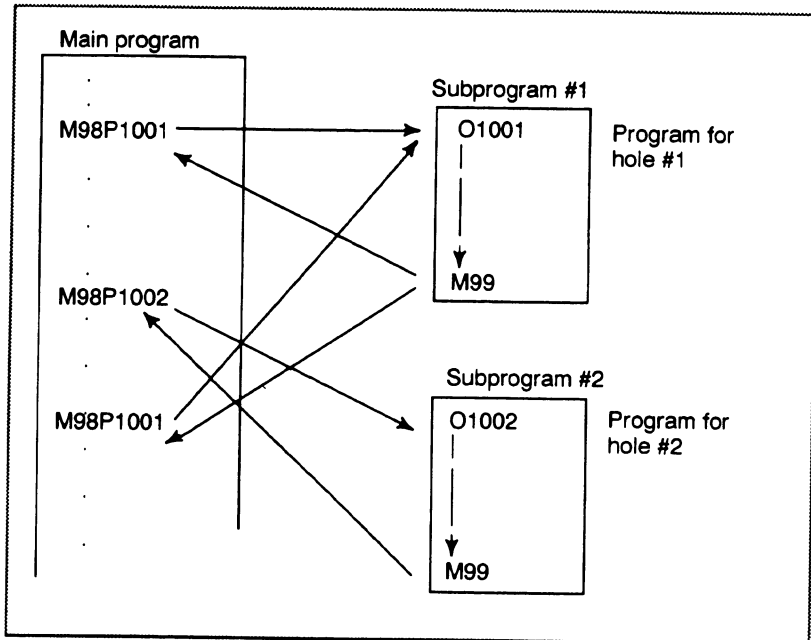 Main program
M98P1001
M98P1002
M98P1001
Subprogram #1
O1001
M99
Program for
hole #1
Subprogram #2
O1002
M99
Program for
hole #2